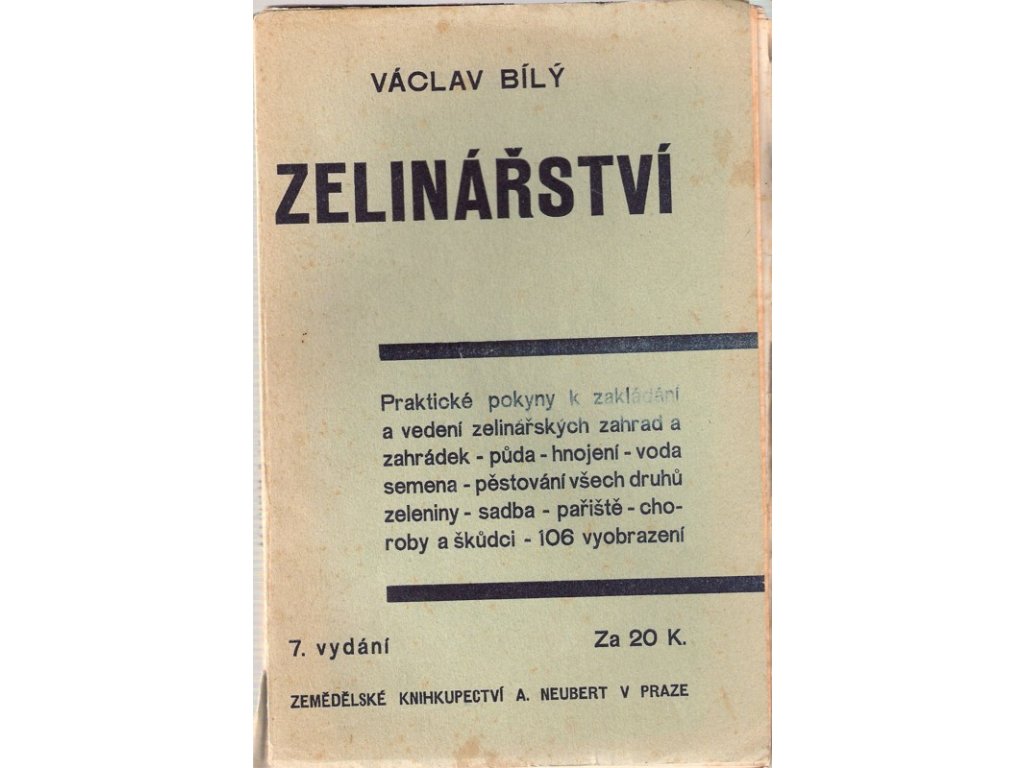 VÁCLAV BÍLÝ
ZELINÁŘSTVÍ
Praktické pokyny k zakládání
a vedení zelinářských zahrad a
zahrádek - půda - hnojení - voda
semena - pěstování všech druhů
zeleniny - sadba - pařiště - cho-
roby a škůdci - 106 vyobrazení
7. vydání
Za 20 K.
ZEMĚDĚLSKÉ KNIHKUPECTVÍ A. NEUBERT V PRAZE